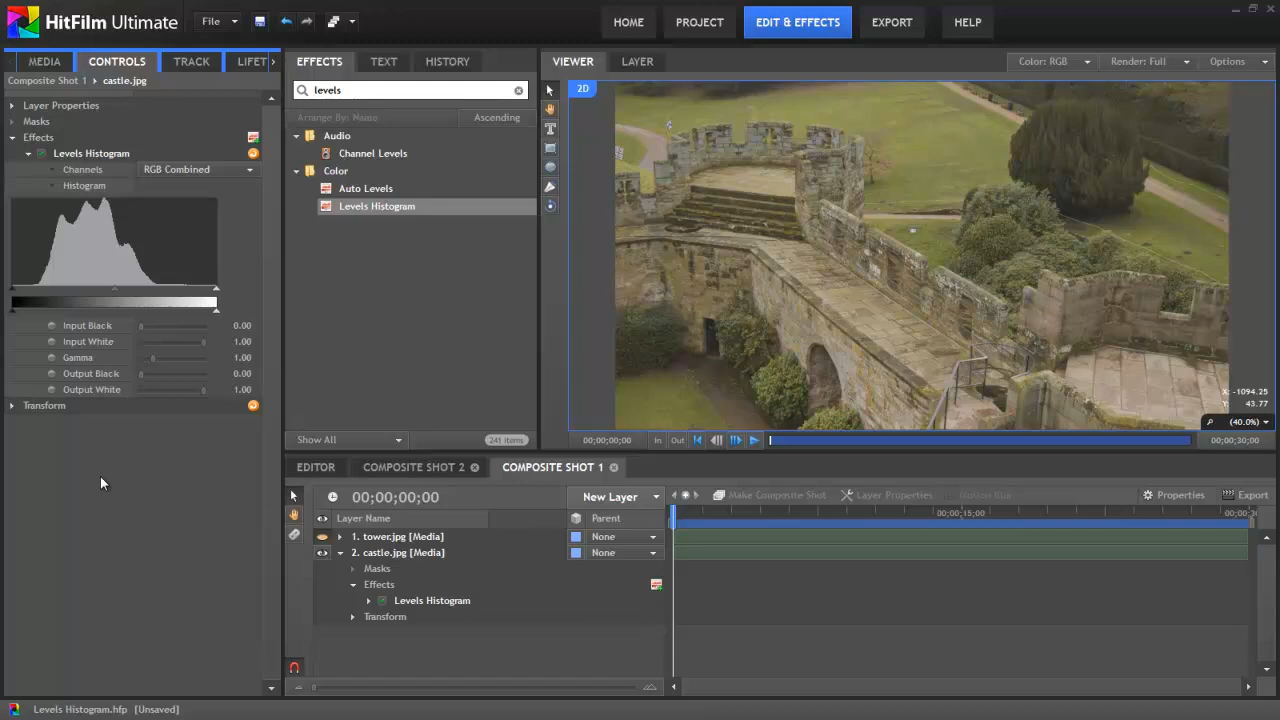 HitFilm Ultimate
File
HOME
PROJECT
EDIT & EFFECTS
EXPORT
HELP
MEDIA
CONTROLS
TRACK
LIFET
EFFECTS
TEXT
HISTORY
VIEWER
LAYER
Color: RGB
Render: Full
Options
Composite Shot 1 castle.jpg
Layer Properties
Masks
Effects
Levels Histogram
Channels RGB Combined
Histogram
Input Black 0.00
Input White 1.00
Gamma 1.00
Output Black 0.00
Output White 1.00
Transform
levels
Arrange By: Name Ascending
Audio
Channel Levels
Color
Auto Levels
Levels Histogram
Show All 241 items
2D
X: -1094.25
Y: 43.77
(40.0%)
00;00;00;00 In Out 00;00;30;00
EDITOR COMPOSITE SHOT 2 COMPOSITE SHOT 1
00;00;00;00 New Layer Make Composite Shot Layer Properties Motion Blur Properties Export
Layer Name Parent 00;00;15;00
1. tower.jpg [Media] None
2. castle.jpg [Media] None
Masks
Effects
Levels Histogram
Transform
Levels Histogram.hfp [Unsaved]